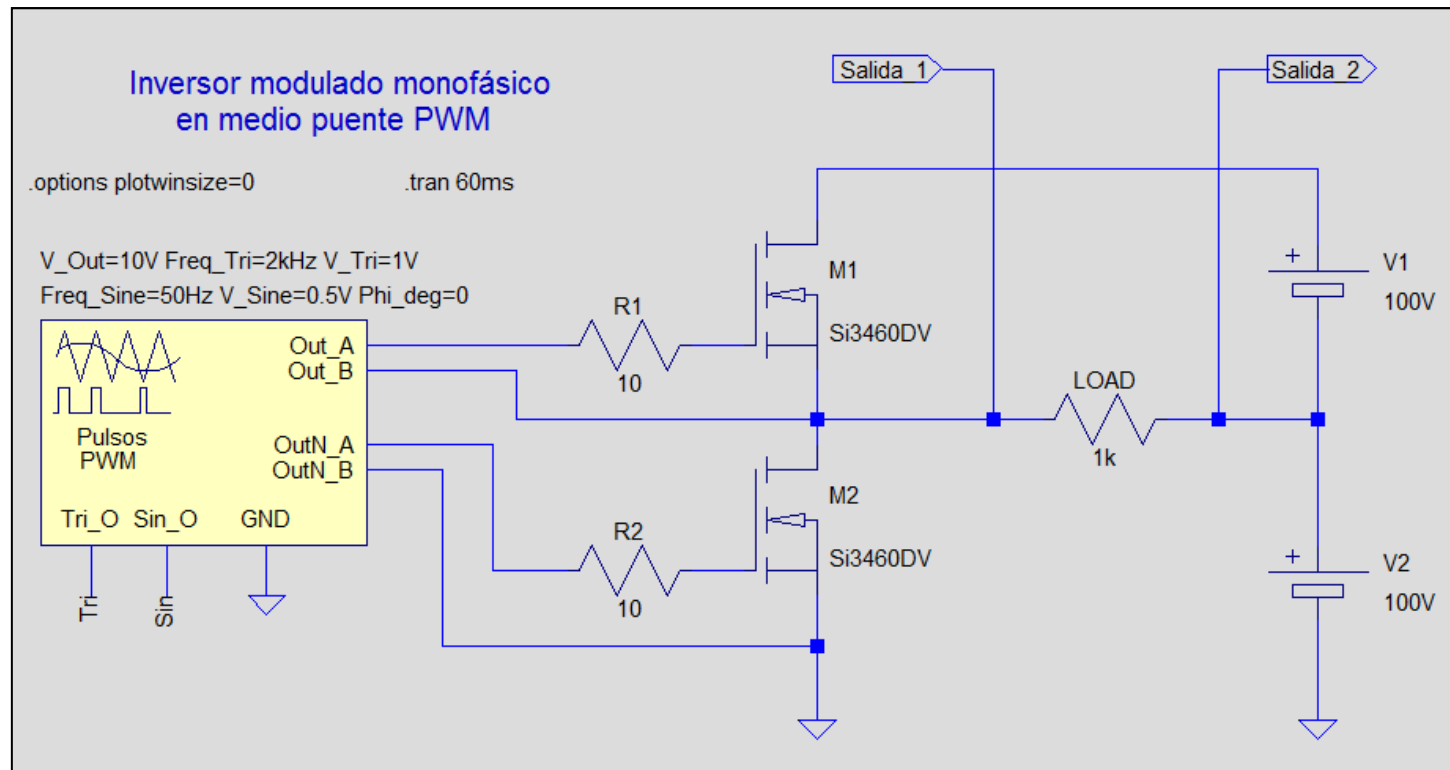 Inversor modulado monofásico
en medio puente PWM
.options plotwinsize=0
.tran 60ms
V_Out=10V Freq_Tri=2kHz V_Tri=1V
Freq_Sine=50Hz V_Sine=0.5V Phi_deg=0
Out_A
Out_B
Pulsos
PWM
OutN_A
OutN_B
Tri_O Sin_O GND
Tri
Sin
R1
10
R2
10
M1
Si3460DV
M2
Si3460DV
Salida_1
Salida_2
LOAD
1k
+
V1
100V
+
V2
100V